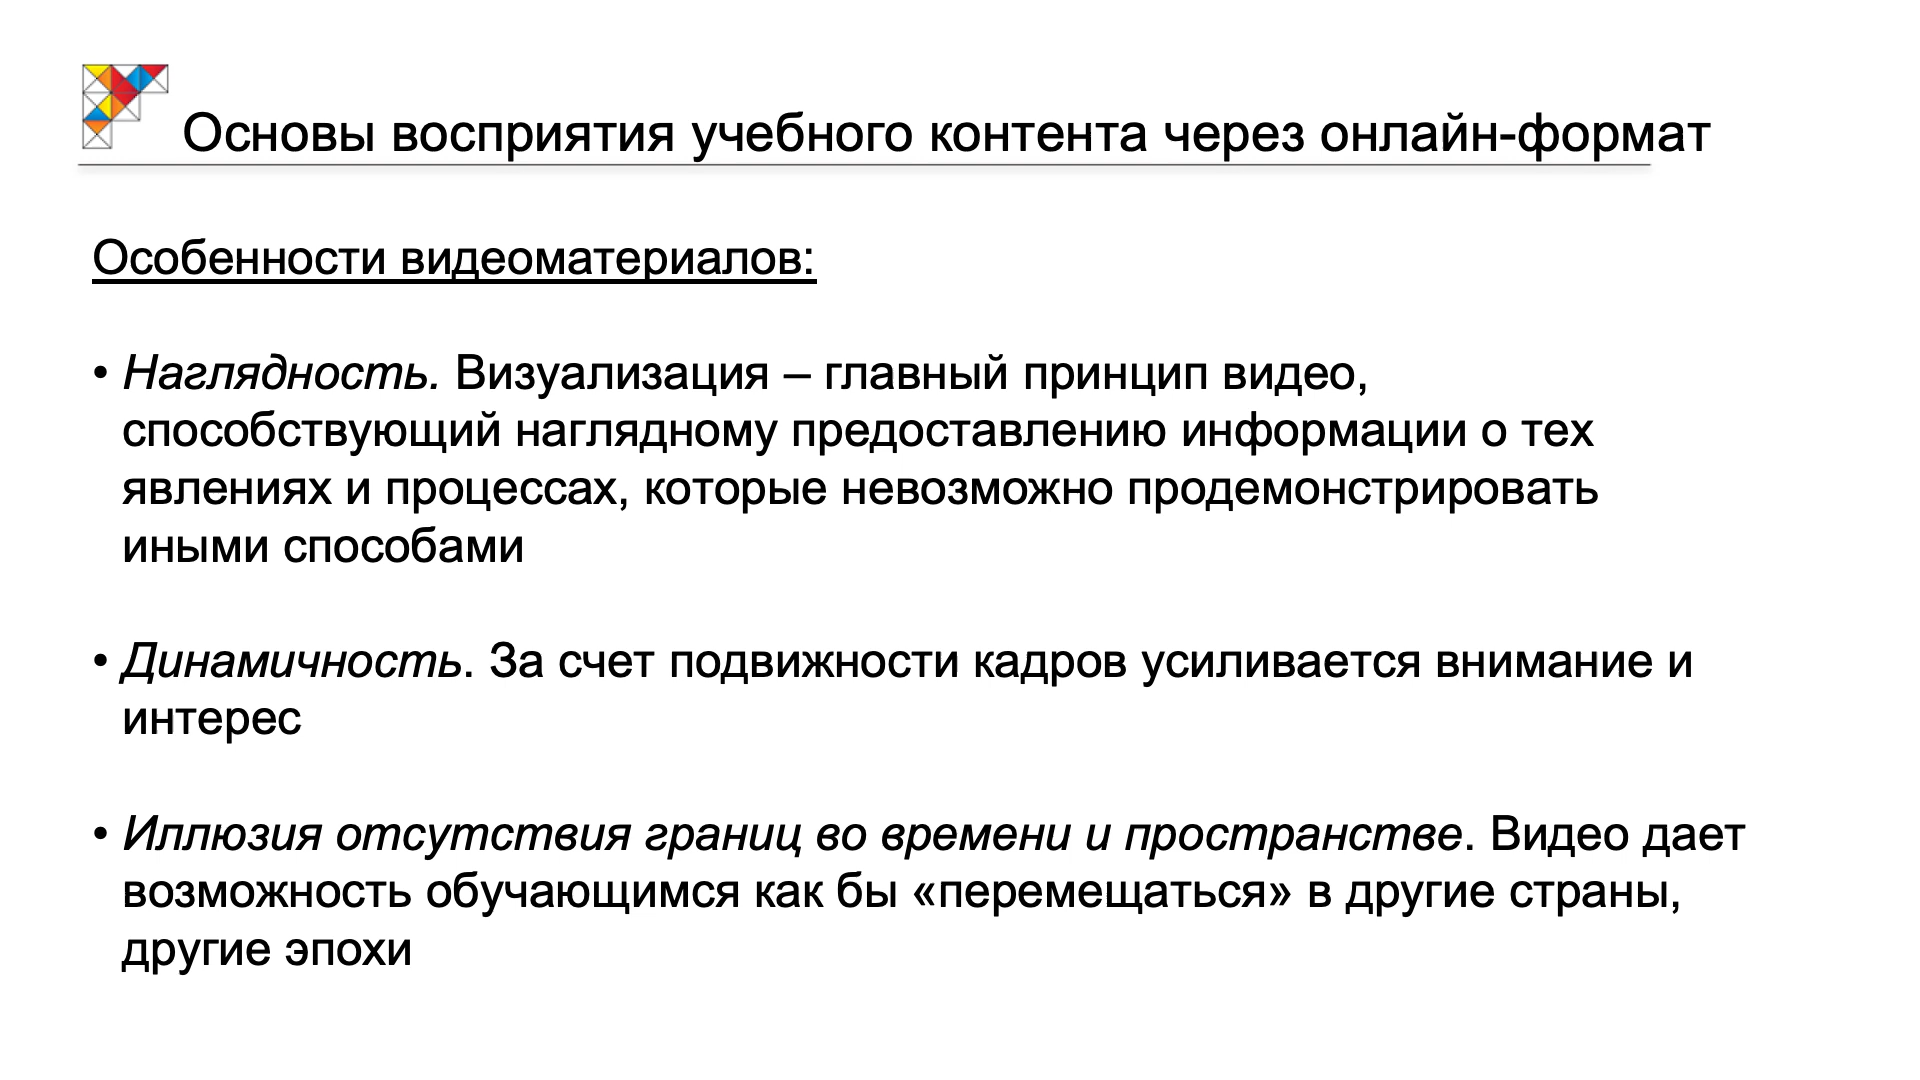 Основы восприятия учебного контента через онлайн-формат
Особенности видеоматериалов:
• Наглядность. Визуализация – главный принцип видео,
способствующий наглядному предоставлению информации о тех
явлениях и процессах, которые невозможно продемонстрировать
иными способами
• Динамичность. За счет подвижности кадров усиливается внимание и
интерес
• Иллюзия отсутствия границ во времени и пространстве. Видео дает
возможность обучающимся как бы «перемещаться» в другие страны,
другие эпохи